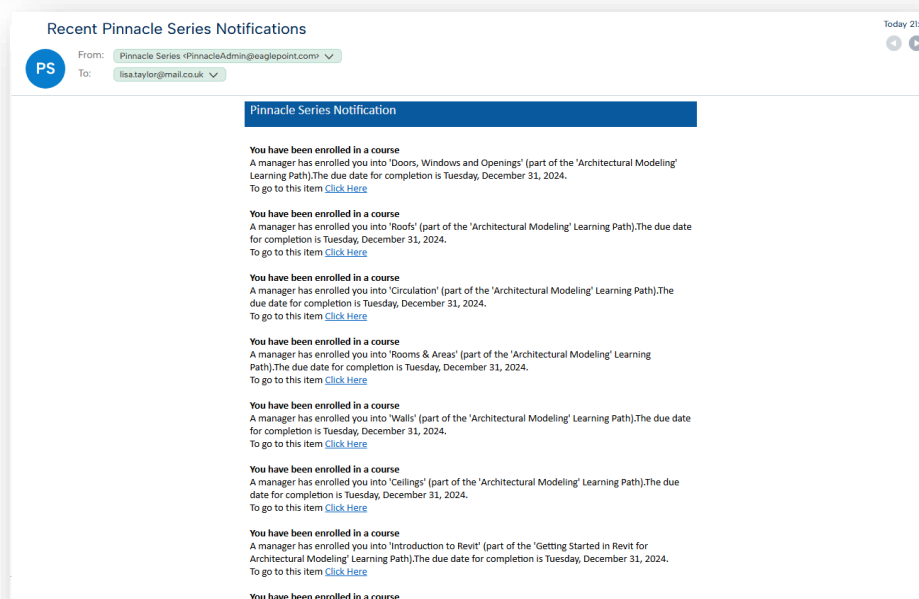 Recent Pinnacle Series Notifications
Today 21:
PS
From: Pinnacle Series <PinnacleAdmin@eaglepoint.com>
To: lisa.taylor@mail.co.uk
Pinnacle Series Notification
You have been enrolled in a course
A manager has enrolled you into 'Doors, Windows and Openings' (part of the 'Architectural Modeling'
Learning Path).The due date for completion is Tuesday, December 31, 2024.
To go to this item Click Here
You have been enrolled in a course
A manager has enrolled you into 'Roofs' (part of the 'Architectural Modeling' Learning Path).The due date
for completion is Tuesday, December 31, 2024.
To go to this item Click Here
You have been enrolled in a course
A manager has enrolled you into 'Circulation' (part of the 'Architectural Modeling' Learning Path).The
due date for completion is Tuesday, December 31, 2024.
To go to this item Click Here
You have been enrolled in a course
A manager has enrolled you into 'Rooms & Areas' (part of the 'Architectural Modeling' Learning
Path).The due date for completion is Tuesday, December 31, 2024.
To go to this item Click Here
You have been enrolled in a course
A manager has enrolled you into 'Walls' (part of the 'Architectural Modeling' Learning Path).The due date
for completion is Tuesday, December 31, 2024.
To go to this item Click Here
You have been enrolled in a course
A manager has enrolled you into 'Ceilings' (part of the 'Architectural Modeling' Learning Path).The due
date for completion is Tuesday, December 31, 2024.
To go to this item Click Here
You have been enrolled in a course
A manager has enrolled you into 'Introduction to Revit' (part of the 'Getting Started in Revit for
Architectural Modeling' Learning Path).The due date for completion is Tuesday, December 31, 2024.
To go to this item Click Here
You have been enrolled in a course